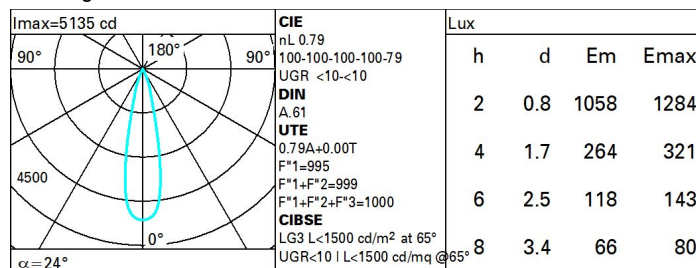 Imax=5135 cd
90°
180°
90°
4500
0°
α=24°
CIE
nL 0.79
100-100-100-100-79
UGR <10-<10
DIN
A.61
UTE
0.79A+0.00T
F"1=995
F"1+F"2=999
F"1+F"2+F"3=1000
CIBSE
LG3 L<1500 cd/m² at 65°
UGR<10 | L<1500 cd/mq @65°
Lux
h d Em Emax
2 0.8 1058 1284
4 1.7 264 321
6 2.5 118 143
8 3.4 66 80